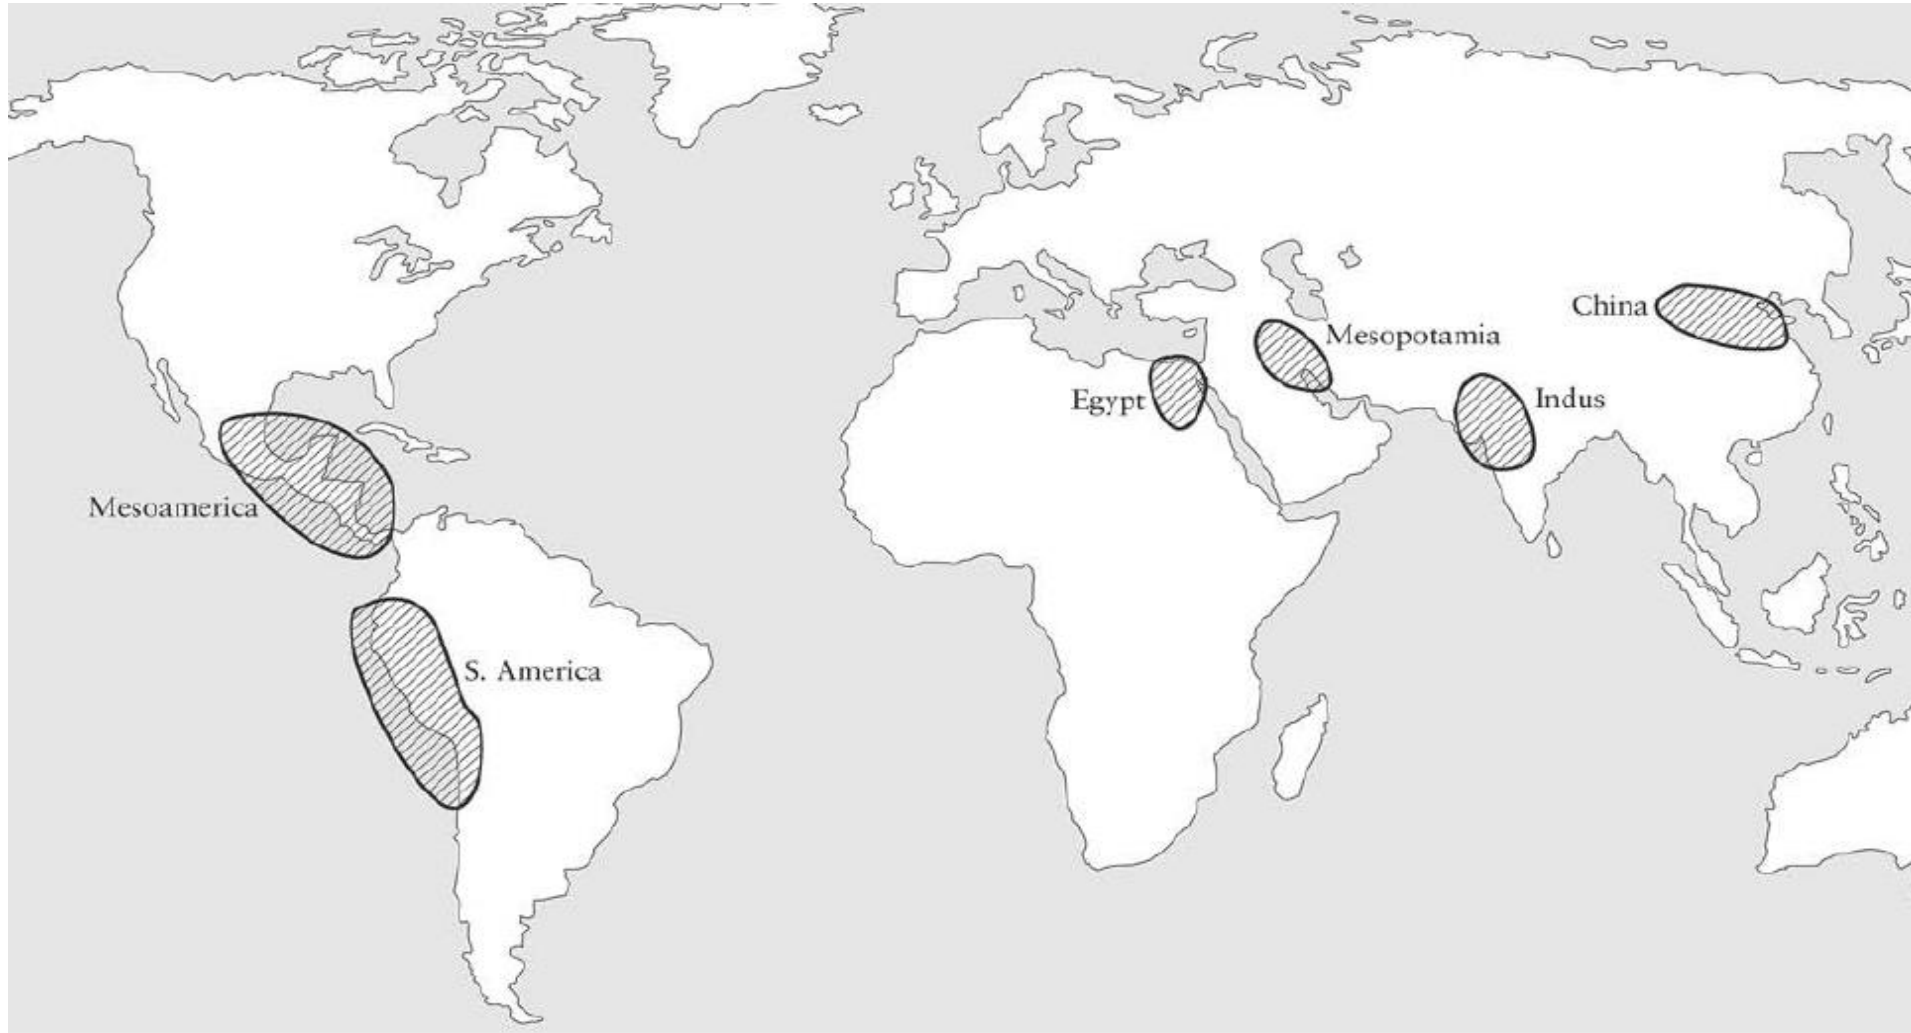 China
Mesopotamia
Egypt
Indus
Mesoamerica
S. America